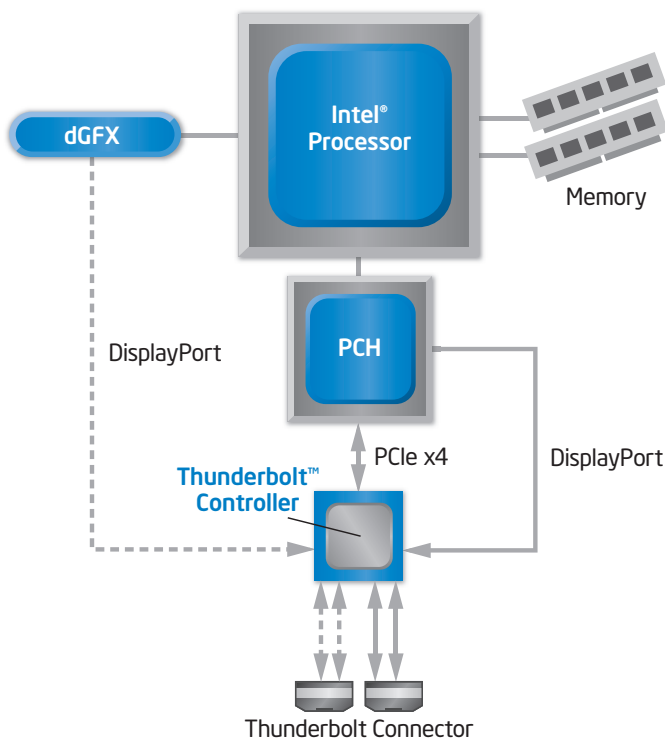 Intel®
Processor
dGFX
Memory
PCH
DisplayPort
PCIe x4
DisplayPort
Thunderbolt™
Controller
Thunderbolt Connector